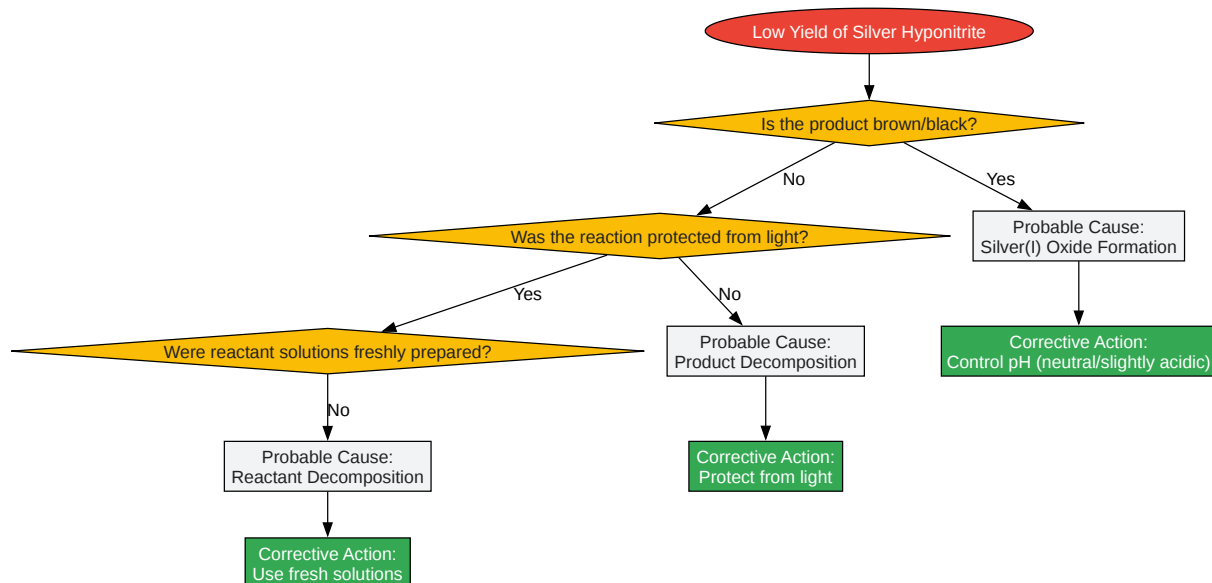 Low Yield of Silver Hyponitrite
Is the product brown/black?
No
Yes
Was the reaction protected from light?
Probable Cause:
Silver(I) Oxide Formation
Yes
No
Were reactant solutions freshly prepared?
Probable Cause:
Product Decomposition
Corrective Action:
Control pH (neutral/slightly acidic)
No
Probable Cause:
Reactant Decomposition
Corrective Action:
Protect from light
Corrective Action:
Use fresh solutions